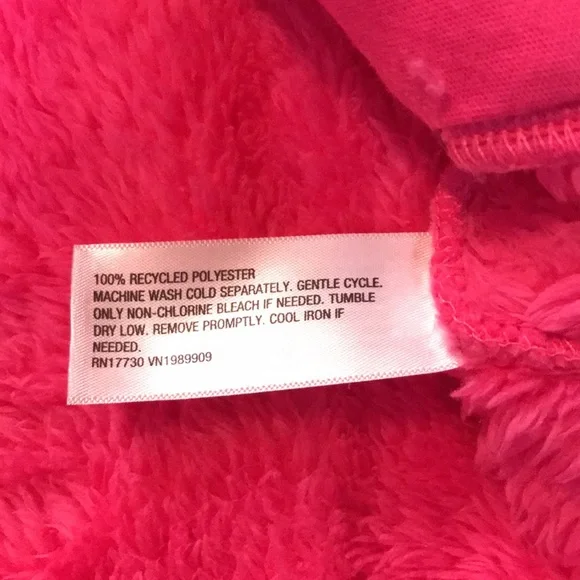 100% RECYCLED POLYESTER
MACHINE WASH COLD SEPARATELY. GENTLE CYCLE.
ONLY NON-CHLORINE BLEACH IF NEEDED. TUMBLE
DRY LOW. REMOVE PROMPTLY. COOL IRON IF
NEEDED.
RN17730 VN1989909